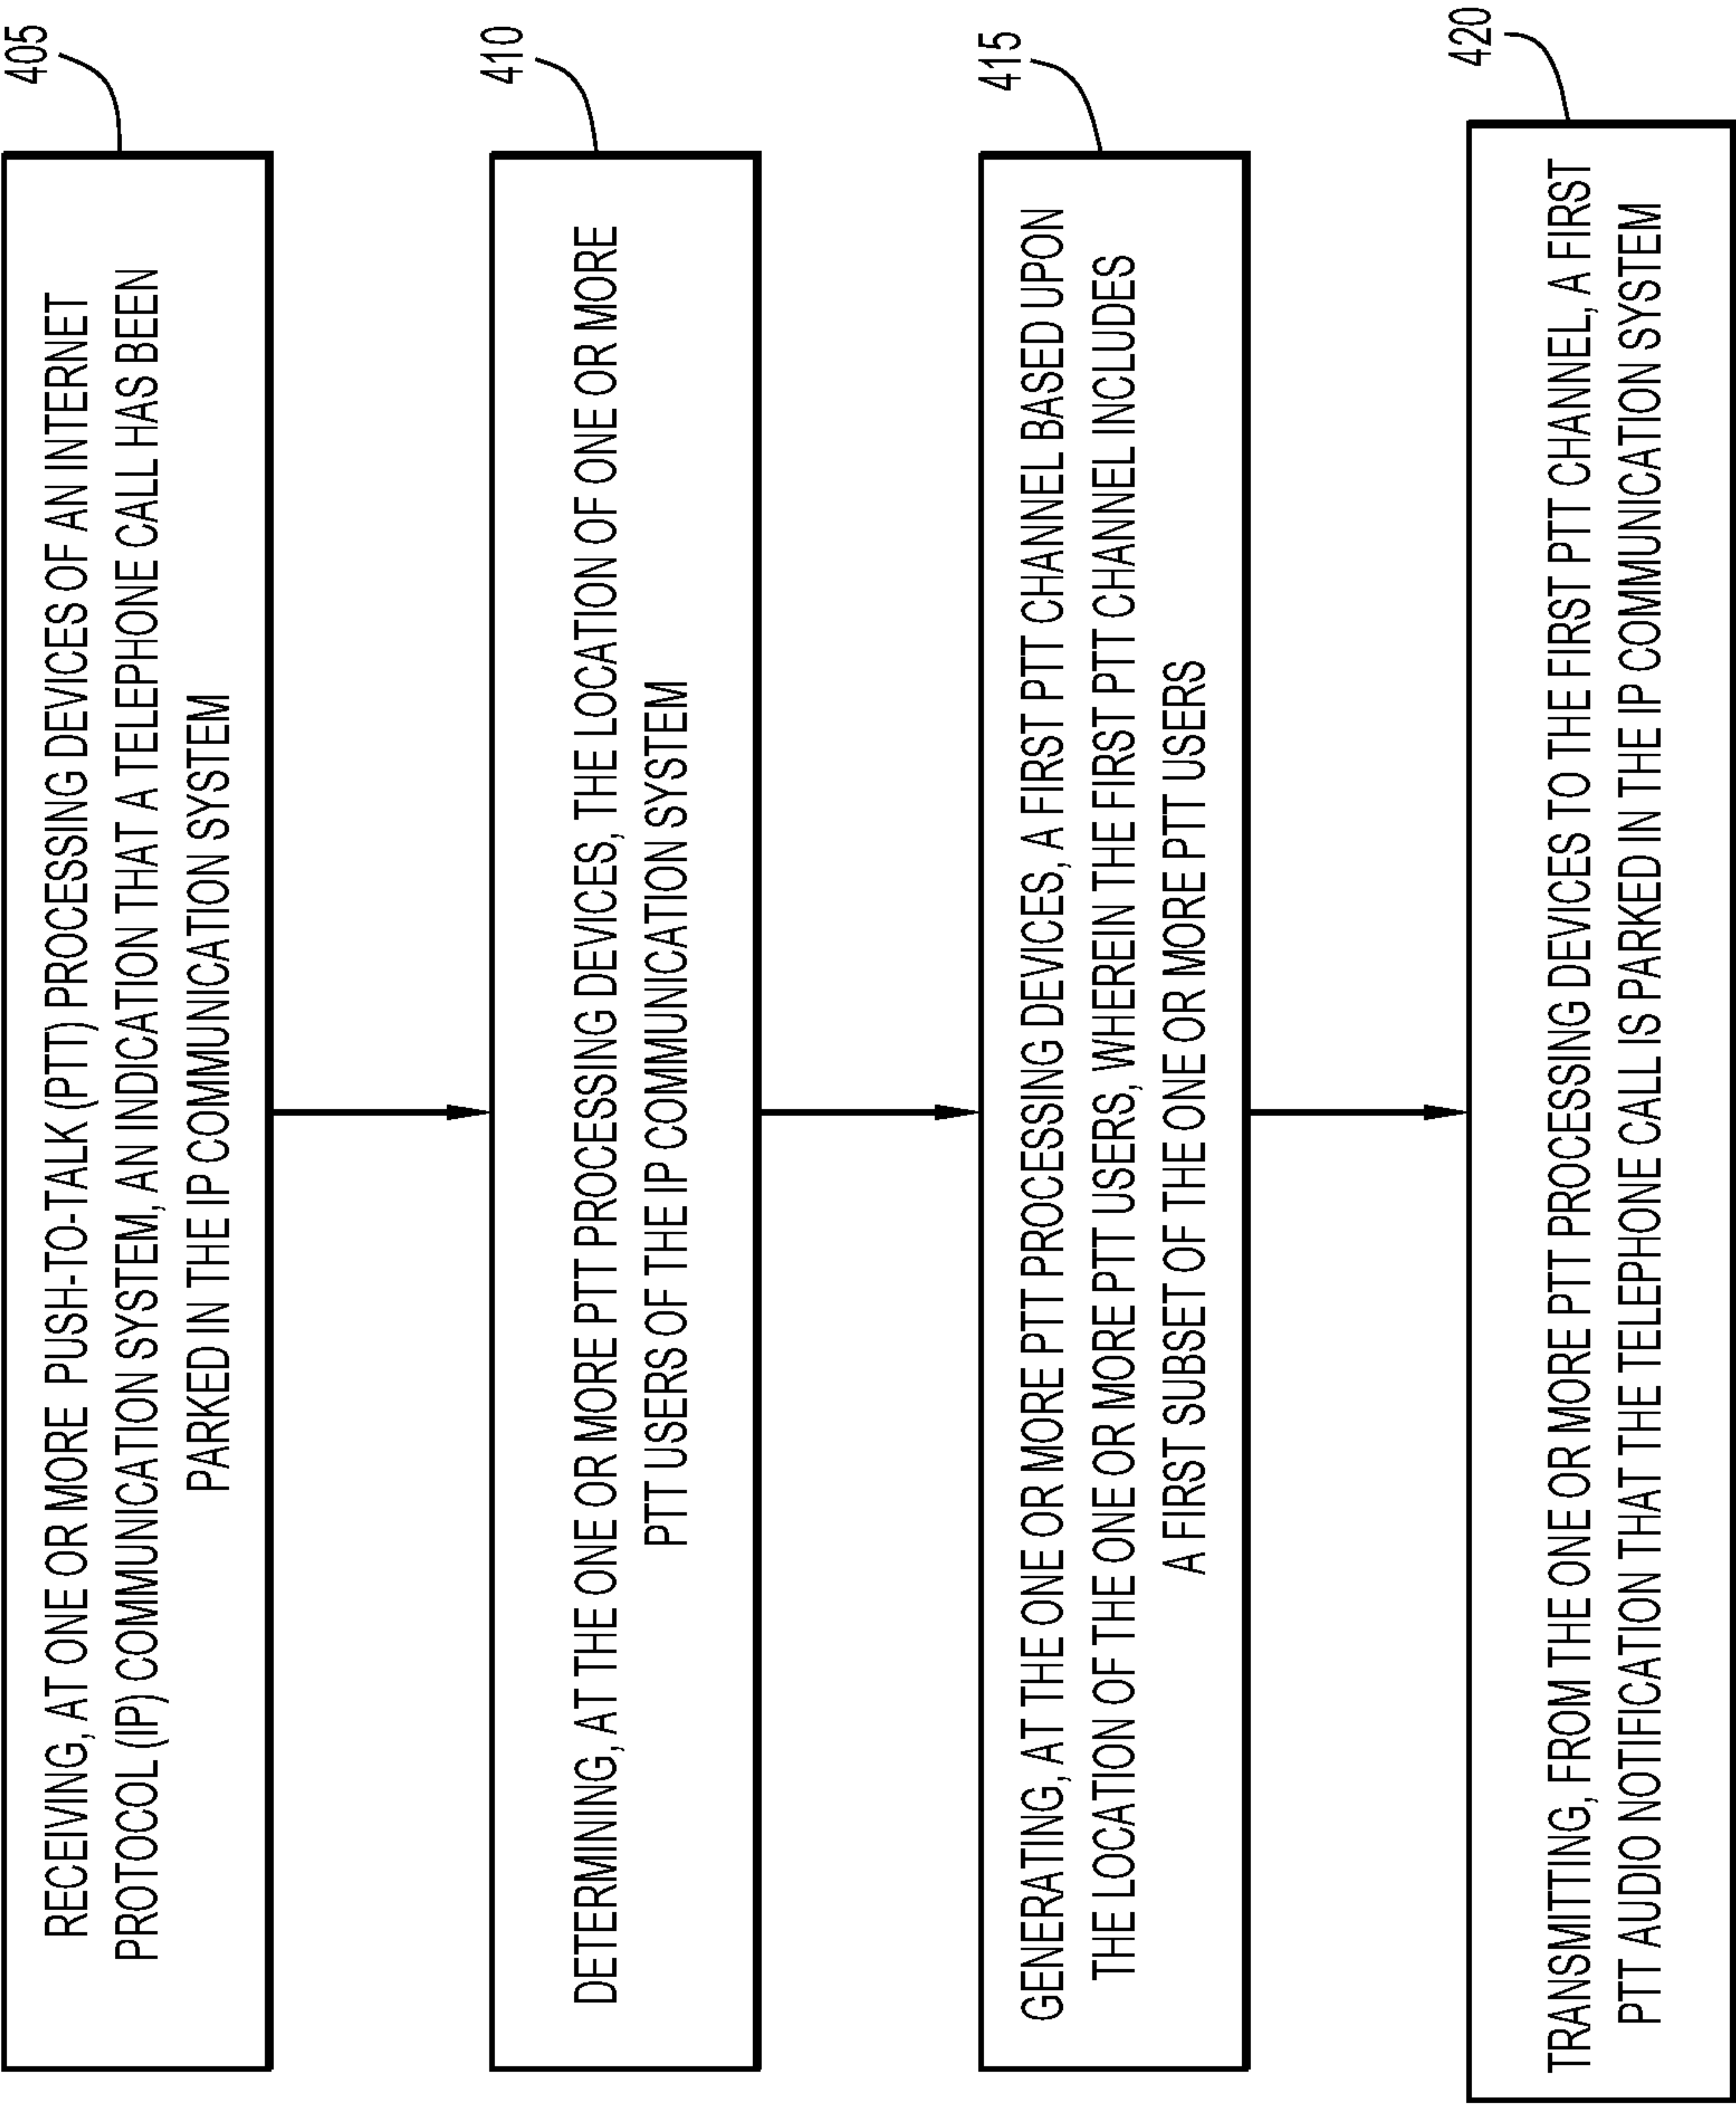 405
RECEIVING, AT ONE OR MORE PUSH-TO-TALK (PTT) PROCESSING DEVICES OF AN INTERNET
PROTOCOL (IP) COMMUNICATION SYSTEM, AN INDICATION THAT A TELEPHONE CALL HAS BEEN
PARKED IN THE IP COMMUNICATION SYSTEM
410
DETERMINING, AT THE ONE OR MORE PTT PROCESSING DEVICES, THE LOCATION OF ONE OR MORE
PTT USERS OF THE IP COMMUNICATION SYSTEM
415
GENERATING, AT THE ONE OR MORE PTT PROCESSING DEVICES, A FIRST PTT CHANNEL BASED UPON
THE LOCATION OF THE ONE OR MORE PTT USERS, WHEREIN THE FIRST PTT CHANNEL INCLUDES
A FIRST SUBSET OF THE ONE OR MORE PTT USERS
420
TRANSMITTING, FROM THE ONE OR MORE PTT PROCESSING DEVICES TO THE FIRST PTT CHANNEL, A FIRST
PTT AUDIO NOTIFICATION THAT THE TELEPHONE CALL IS PARKED IN THE IP COMMUNICATION SYSTEM